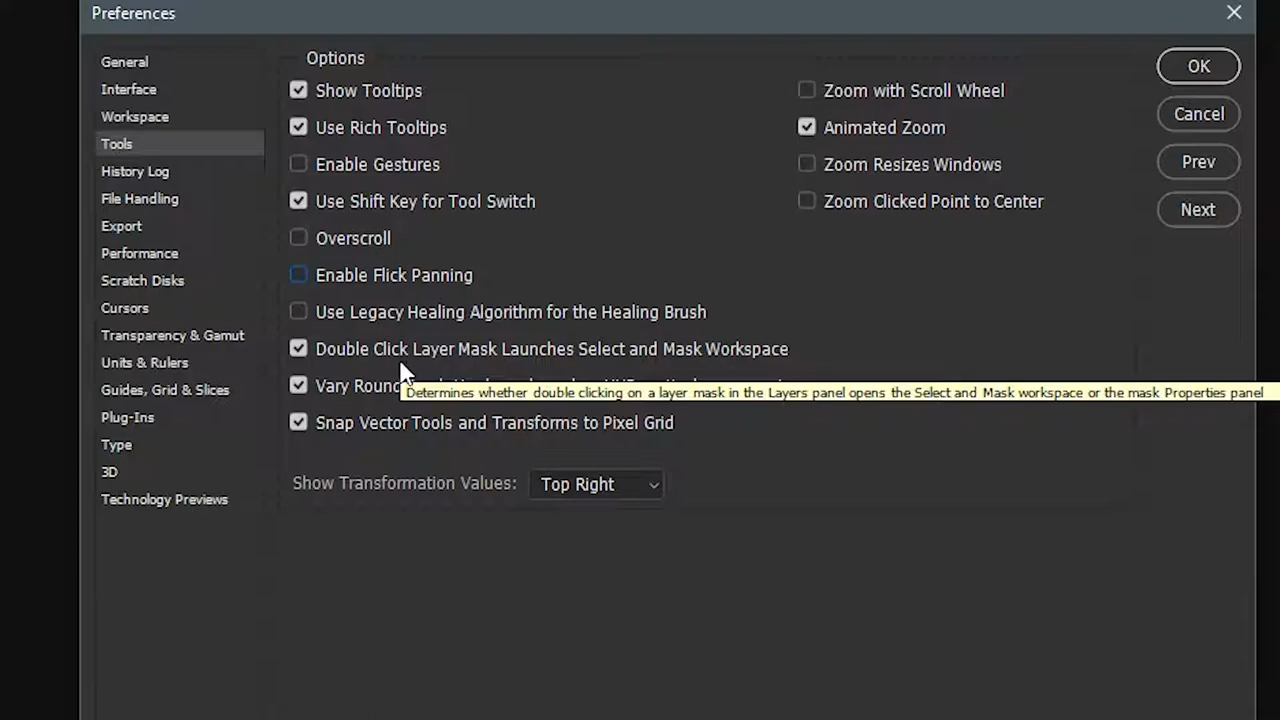 Preferences
General
Interface
Workspace
Tools
History Log
File Handling
Export
Performance
Scratch Disks
Cursors
Transparency & Gamut
Units & Rulers
Guides, Grid & Slices
Plug-Ins
Type
3D
Technology Previews
Options
Show Tooltips
Use Rich Tooltips
Enable Gestures
Use Shift Key for Tool Switch
Overscroll
Enable Flick Panning
Use Legacy Healing Algorithm for the Healing Brush
Double Click Layer Mask Launches Select and Mask Workspace
Vary Round
Determines whether double clicking on a layer mask in the Layers panel opens the Select and Mask workspace or the mask Properties panel
Snap Vector Tools and Transforms to Pixel Grid
Show Transformation Values: Top Right
Zoom with Scroll Wheel
Animated Zoom
Zoom Resizes Windows
Zoom Clicked Point to Center
OK
Cancel
Prev
Next